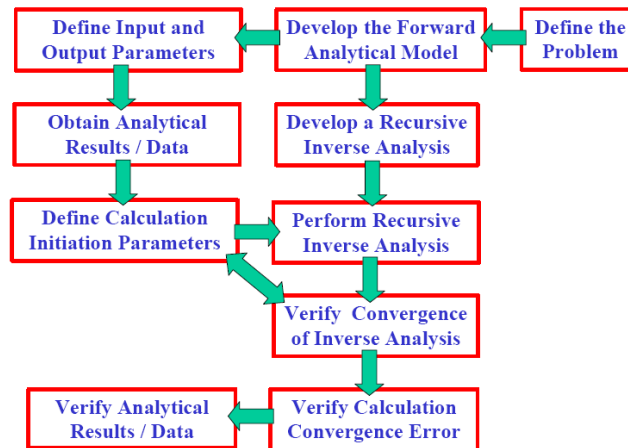 Define Input and
Output Parameters
Develop the Forward
Analytical Model
Define the
Problem
Obtain Analytical
Results / Data
Develop a Recursive
Inverse Analysis
Define Calculation
Initiation Parameters
Perform Recursive
Inverse Analysis
Verify Convergence
of Inverse Analysis
Verify Analytical
Results / Data
Verify Calculation
Convergence Error